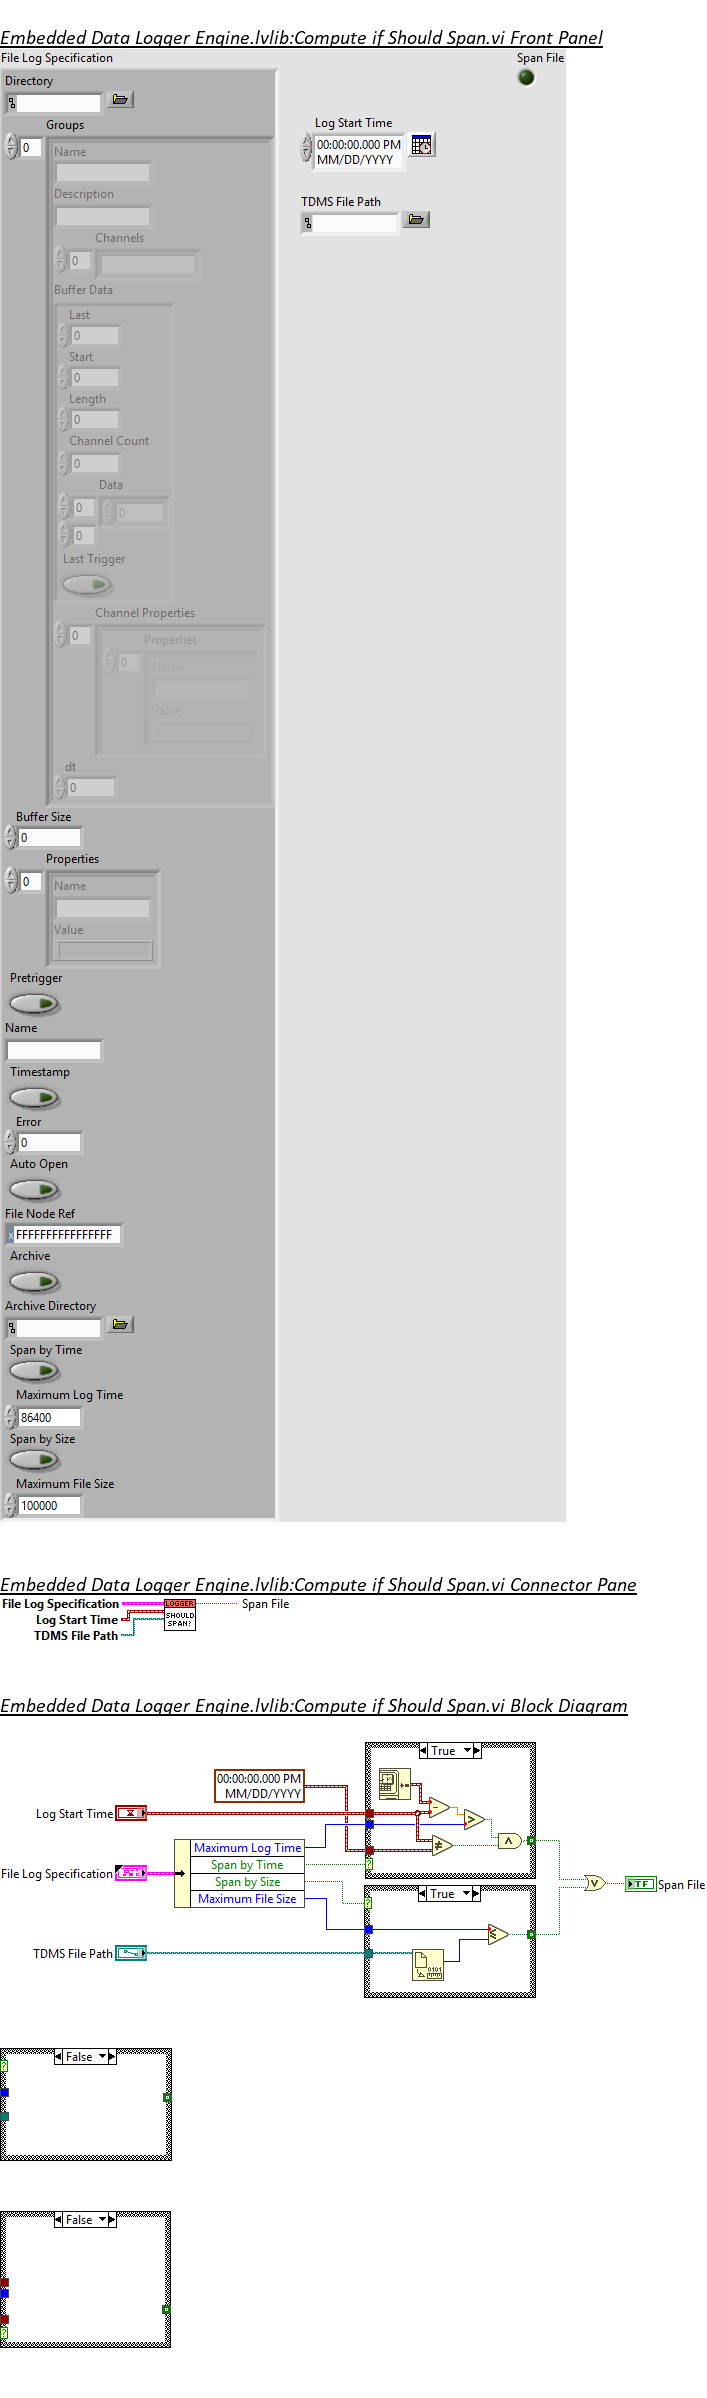 Embedded Data Logger Engine.lvlib:Compute if Should Span.vi Front Panel
File Log Specification
Span File
Directory
Groups
0
Name
Description
Channels
0
Buffer Data
Last
0
Start
0
Length
0
Channel Count
0
Data
0
0
0
Last Trigger
Channel Properties
0
Properties
0
Name
Value
dt
0
Log Start Time
00:00:00.000 PM
MM/DD/YYYY
TDMS File Path
Buffer Size
0
Properties
0
Name
Value
Pretrigger
Name
Timestamp
Error
0
Auto Open
File Node Ref
x FFFFFFFFFFFFFFFF
Archive
Archive Directory
Span by Time
Maximum Log Time
86400
Span by Size
Maximum File Size
100000
Embedded Data Logger Engine.lvlib:Compute if Should Span.vi Connector Pane
File Log Specification
Log Start Time
TDMS File Path
LOGGER
SHOULD
SPAN?
Span File
Embedded Data Logger Engine.lvlib:Compute if Should Span.vi Block Diagram
True
00:00:00.000 PM
MM/DD/YYYY
Log Start Time
Maximum Log Time
Span by Time
Span by Size
Maximum File Size
File Log Specification
True
TF
Span File
TDMS File Path
0101
False
False